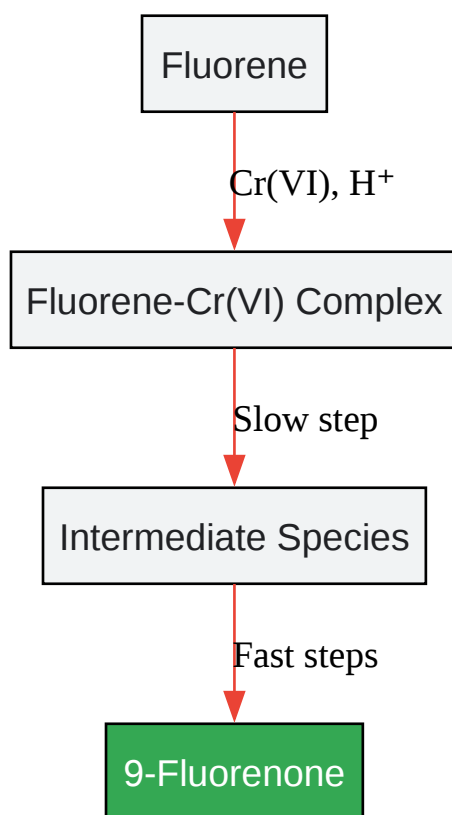 Fluorene
Cr(VI), H⁺
Fluorene-Cr(VI) Complex
Slow step
Intermediate Species
Fast steps
9-Fluorenone